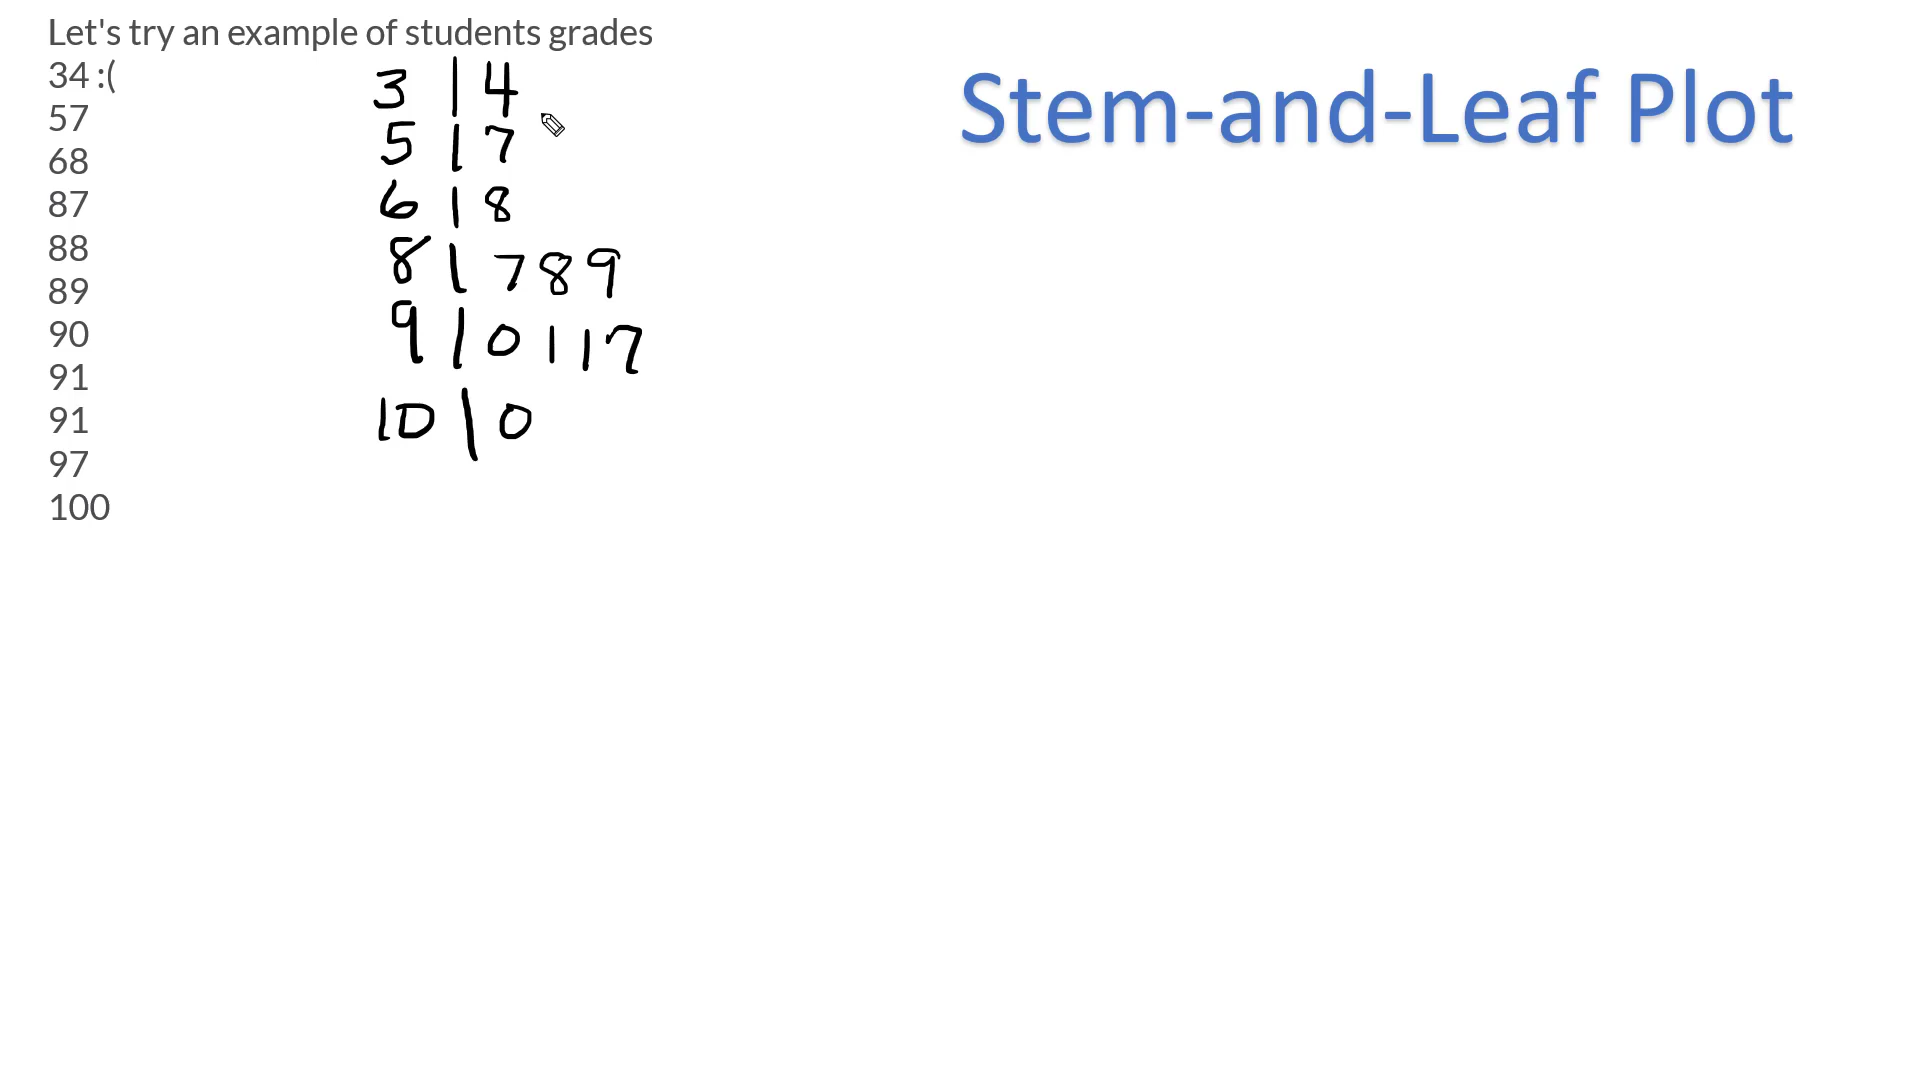 Let's try an example of students grades
34 :(
57
68
87
88
89
90
91
91
97
100
3 | 4
5 | 7
6 | 8
8 | 7 8 9
9 | 0 1 1 7
10 | 0
Stem-and-Leaf Plot